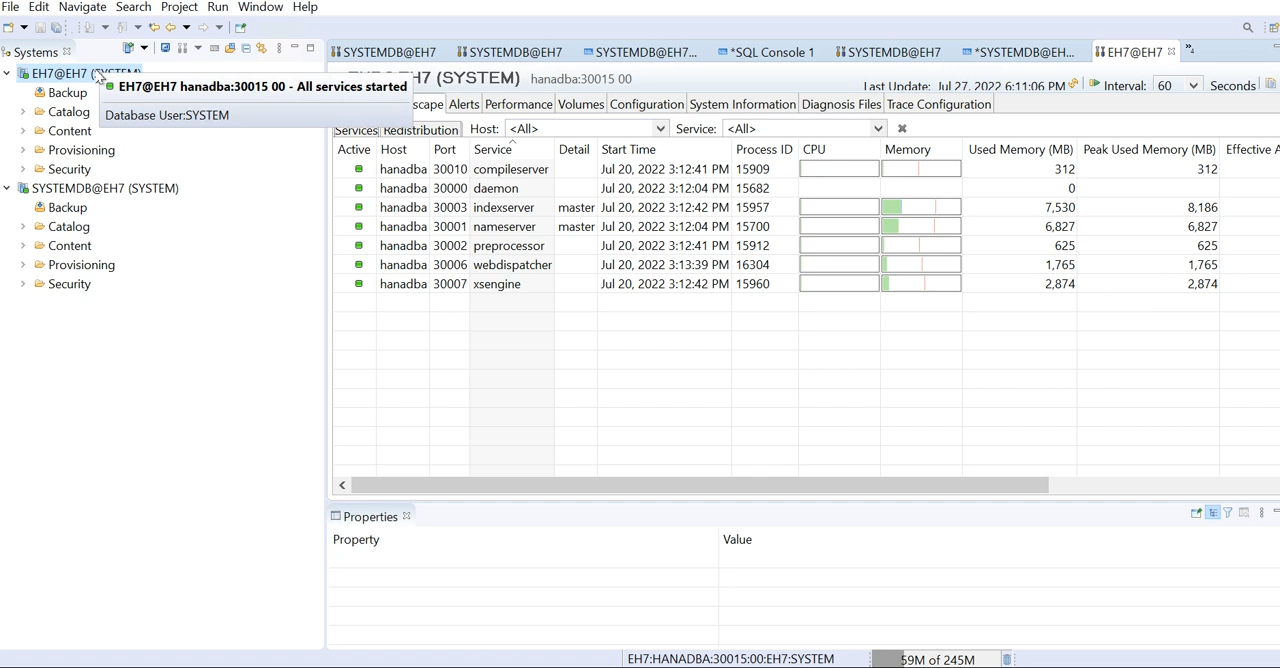 File Edit Navigate Search Project Run Window Help
Systems
SYSTEMDB@EH7 SYSTEMDB@EH7 SYSTEMDB@EH7... *SQL Console 1 SYSTEMDB@EH7 *SYSTEMDB@EH... EH7@EH7 4
EH7@EH7 (SYSTEM)
EH7@EH7 hanadba:30015 00 - All services started
Database User:SYSTEM
EH7 (SYSTEM) hanadba:30015 00
Last Update: Jul 27, 2022 6:11:06 PM Interval: 60 Seconds
Backup
Catalog
Content
Provisioning
Security
SYSTEMDB@EH7 (SYSTEM)
Backup
Catalog
Content
Provisioning
Security
scape Alerts Performance Volumes Configuration System Information Diagnosis Files Trace Configuration
Services Redistribution Host: <All> Service: <All>
Active Host Port Service Detail Start Time Process ID CPU Memory Used Memory (MB) Peak Used Memory (MB) Effective A
hanadba 30010 compileserver Jul 20, 2022 3:12:41 PM 15909 312 312
hanadba 30000 daemon Jul 20, 2022 3:12:04 PM 15682 0
hanadba 30003 indexserver master Jul 20, 2022 3:12:42 PM 15957 7,530 8,186
hanadba 30001 nameserver master Jul 20, 2022 3:12:04 PM 15700 6,827 6,827
hanadba 30002 preprocessor Jul 20, 2022 3:12:41 PM 15912 625 625
hanadba 30006 webdispatcher Jul 20, 2022 3:13:39 PM 16304 1,765 1,765
hanadba 30007 xsengine Jul 20, 2022 3:12:42 PM 15960 2,874 2,874
Properties
Property Value
EH7:HANADBA:30015:00:EH7:SYSTEM 59M of 245M